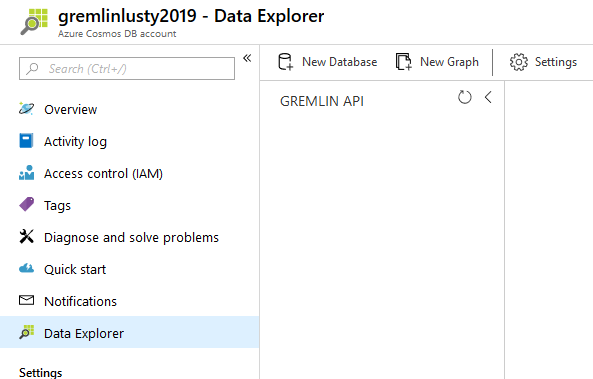 gremlinlusty2019 - Data Explorer
Azure Cosmos DB account
Search (Ctrl+/)
«
New Database
New Graph
Settings
GREMLIN API
Overview
Activity log
Access control (IAM)
Tags
Diagnose and solve problems
Quick start
Notifications
Data Explorer
Settings